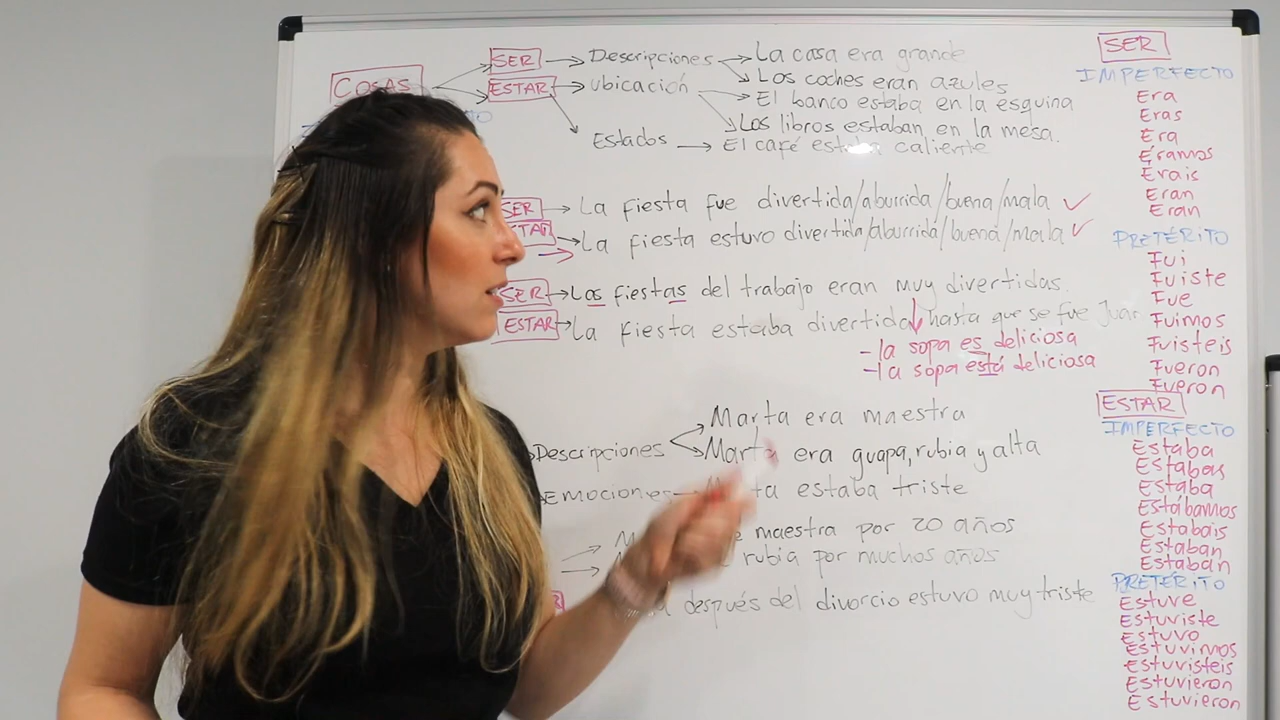 COSAS
SER → Descripciones → La casa era grande
Los coches eran azules
ESTAR → ubicación → El banco estaba en la esquina
Los libros estaban en la mesa.
Estados → El café estaba caliente
SER → La fiesta fue divertida/aburrida/buena/mala ✓
ESTAR → La fiesta estuvo divertida/aburrida/buena/mala ✓
SER → Las fiestas del trabajo eran muy divertidas.
ESTAR → La fiesta estaba divertida hasta que se fue Juan
- la sopa es deliciosa
- la sopa está deliciosa
Descripciones → Marta era maestra
Marta era guapa, rubia y alta
Emociones → Marta estaba triste
maestra por 20 años
rubia por muchos años
después del divorcio estuvo muy triste
SER
IMPERFECTO
Era
Eras
Era
Éramos
Erais
Eran
Eran
PRETÉRITO
Fui
Fuiste
Fue
Fuimos
Fuisteis
Fueron
Fueron
ESTAR
IMPERFECTO
Estaba
Estabas
Estaba
Estábamos
Estabais
Estaban
Estaban
PRETÉRITO
Estuve
Estuviste
Estuvo
Estuvimos
Estuvisteis
Estuvieron
Estuvieron